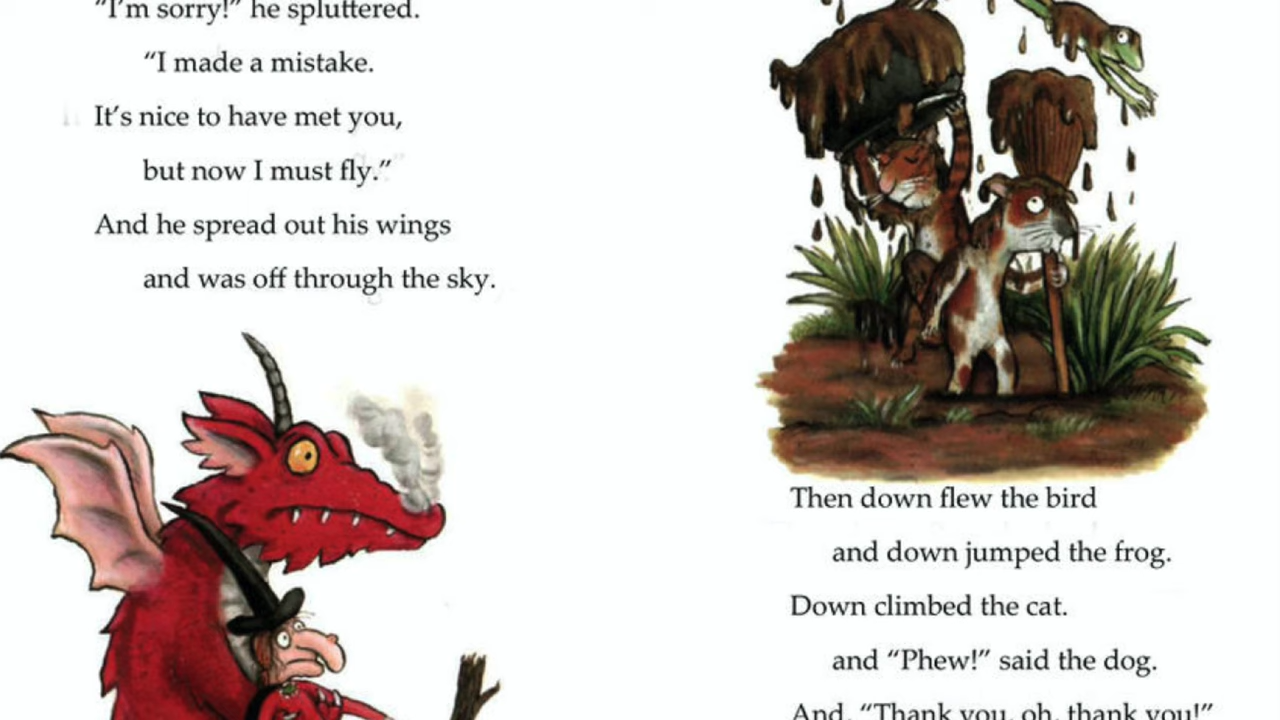 “I’m sorry!” he spluttered.
“I made a mistake.
It’s nice to have met you,
but now I must fly.”
And he spread out his wings
and was off through the sky.
Then down flew the bird
and down jumped the frog.
Down climbed the cat.
and “Phew!” said the dog.
And, “Thank you, oh, thank you!”